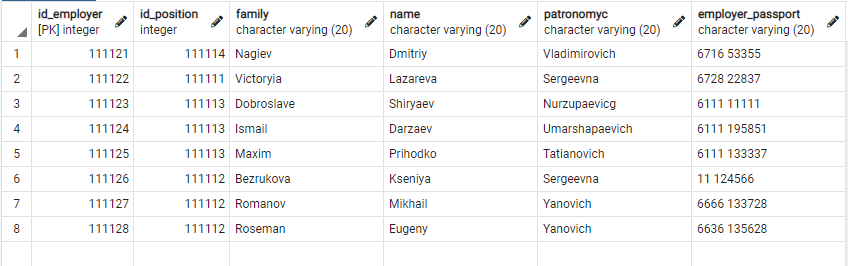 id_employer id_position family name patronomyc employer_passport
[PK] integer integer character varying (20) character varying (20) character varying (20) character varying (20)
1 111121 111114 Nagiev Dmitriy Vladimirovich 6716 53355
2 111122 111111 Victoryia Lazareva Sergeevna 6728 22837
3 111123 111113 Dobroslave Shiryaev Nurzupaevicg 6111 11111
4 111124 111113 Ismail Darzaev Umarshapaevich 6111 195851
5 111125 111113 Maxim Prihodko Tatianovich 6111 133337
6 111126 111112 Bezrukova Kseniya Sergeevna 11 124566
7 111127 111112 Romanov Mikhail Yanovich 6666 133728
8 111128 111112 Roseman Eugeny Yanovich 6636 135628